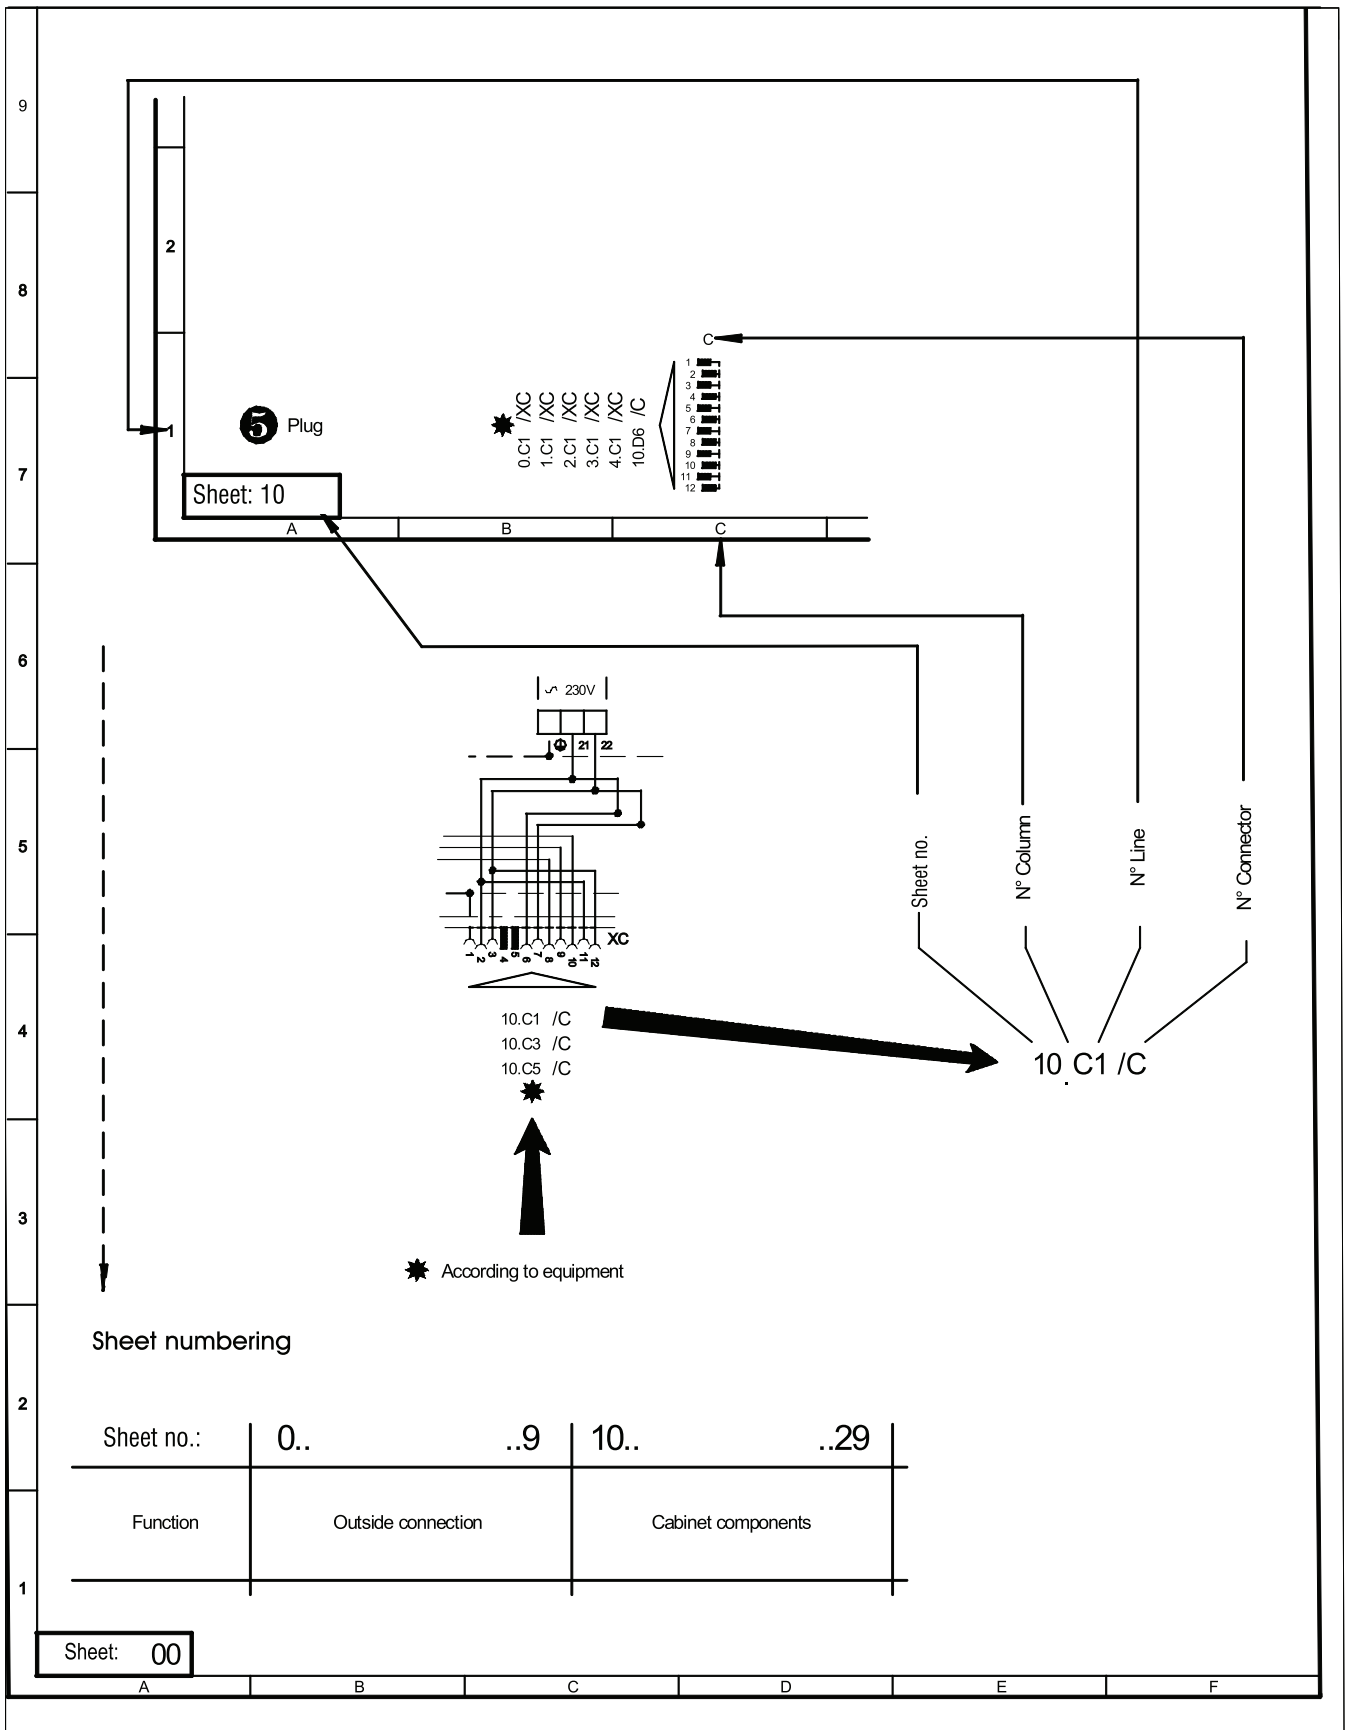 9
2
8
C
1
2
3
4
5
6
7
8
9
10
11
12
0.C1 /XC
1.C1 /XC
2.C1 /XC
3.C1 /XC
4.C1 /XC
10.D6 /C
1
5 Plug
7
Sheet: 10
A B C
6
230V
21 22
5
Sheet no.
N° Column
N° Line
N° Connector
XC
1 2 3 4 5 6 7 8 9 10 11 12
4
10.C1 /C
10.C3 /C
10.C5 /C
10.C1 /C
3
According to equipment
Sheet numbering
2
Sheet no.: 0.. ..9 10.. ..29
Function Outside connection Cabinet components
1
Sheet: 00
A B C D E F